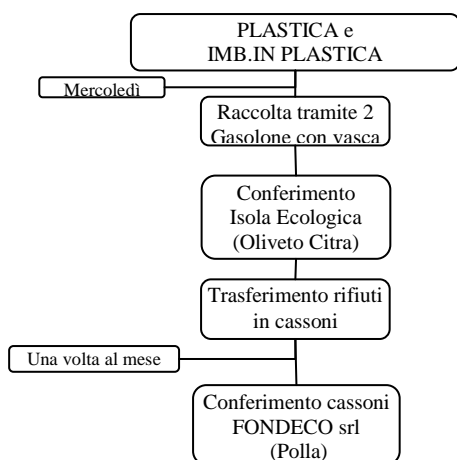 PLASTICA e
IMB.IN PLASTICA
Mercoledì
Raccolta tramite 2
Gasolone con vasca
Conferimento
Isola Ecologica
(Oliveto Citra)
Trasferimento rifiuti
in cassoni
Una volta al mese
Conferimento cassoni
FONDECO srl
(Polla)